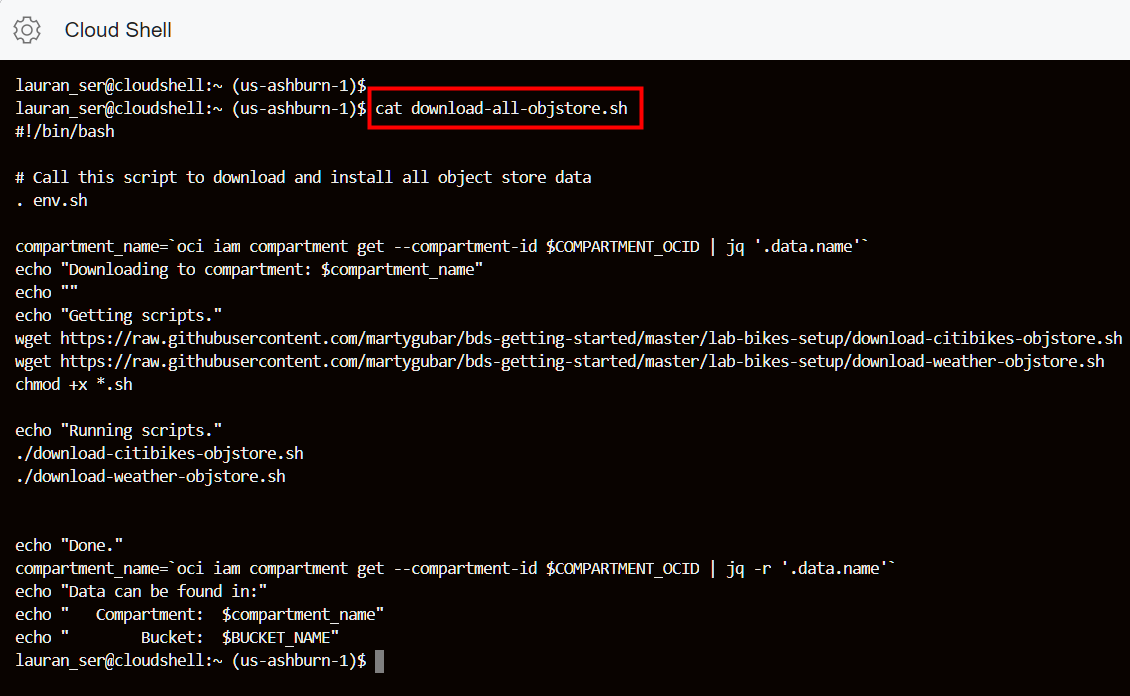 Cloud Shell
lauran_ser@cloudshell:~ (us-ashburn-1)$
lauran_ser@cloudshell:~ (us-ashburn-1)$ cat download-all-objstore.sh
#!/bin/bash

# Call this script to download and install all object store data
. env.sh

compartment_name=`oci iam compartment get --compartment-id $COMPARTMENT_OCID | jq '.data.name'`
echo "Downloading to compartment: $compartment_name"
echo ""
echo "Getting scripts."
wget https://raw.githubusercontent.com/martygubar/bds-getting-started/master/lab-bikes-setup/download-citibikes-objstore.sh
wget https://raw.githubusercontent.com/martygubar/bds-getting-started/master/lab-bikes-setup/download-weather-objstore.sh
chmod +x *.sh

echo "Running scripts."
./download-citibikes-objstore.sh
./download-weather-objstore.sh


echo "Done."
compartment_name=`oci iam compartment get --compartment-id $COMPARTMENT_OCID | jq -r '.data.name'`
echo "Data can be found in:"
echo "   Compartment:  $compartment_name"
echo "        Bucket:  $BUCKET_NAME"
lauran_ser@cloudshell:~ (us-ashburn-1)$